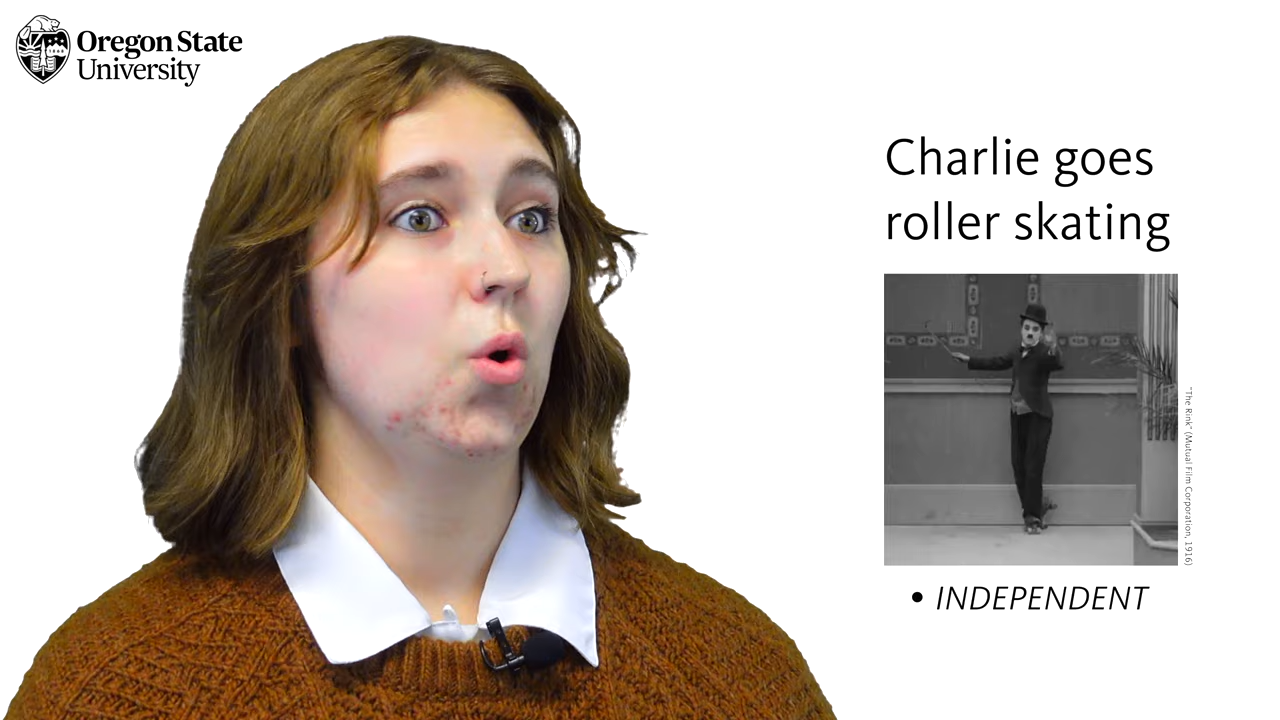 Oregon State
University
Charlie goes
roller skating
"The Rink" (Mutual Film Corporation, 1916)
• INDEPENDENT